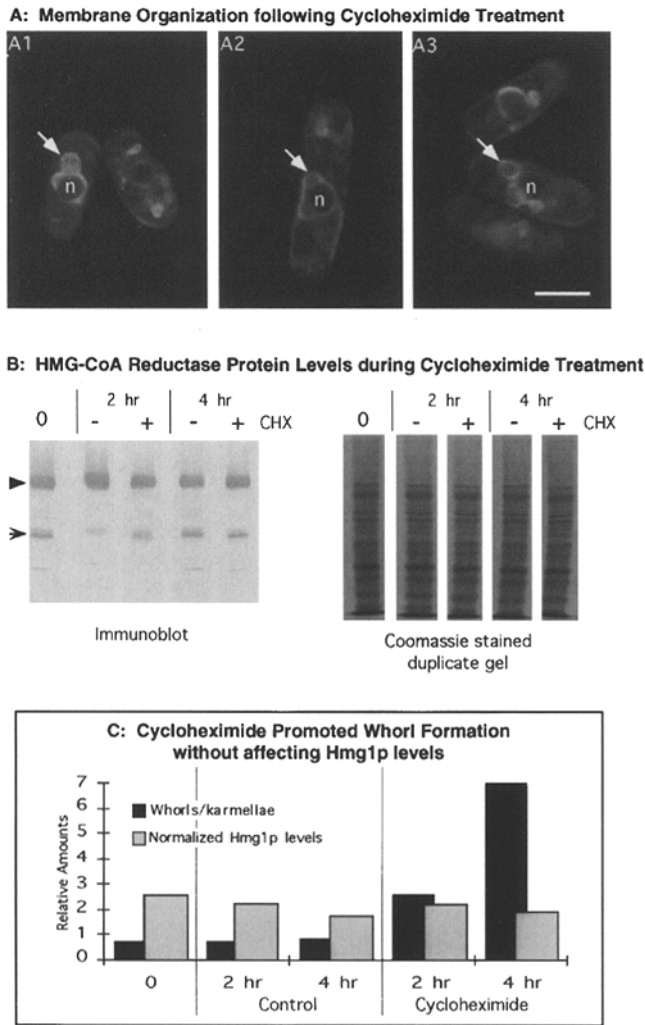 A: Membrane Organization following Cycloheximide Treatment
A1 A2 A3
n n n
B: HMG-CoA Reductase Protein Levels during Cycloheximide Treatment
2 hr 4 hr 2 hr 4 hr
0 - + - + CHX 0 - + - + CHX
Immunoblot
Coomassie stained
duplicate gel
C: Cycloheximide Promoted Whorl Formation
without affecting Hmg1p levels
Relative Amounts
7
6
5
4
3
2
1
0
Whorls/karmellae
Normalized Hmg1p levels
0 2 hr 4 hr 2 hr 4 hr
Control Cycloheximide